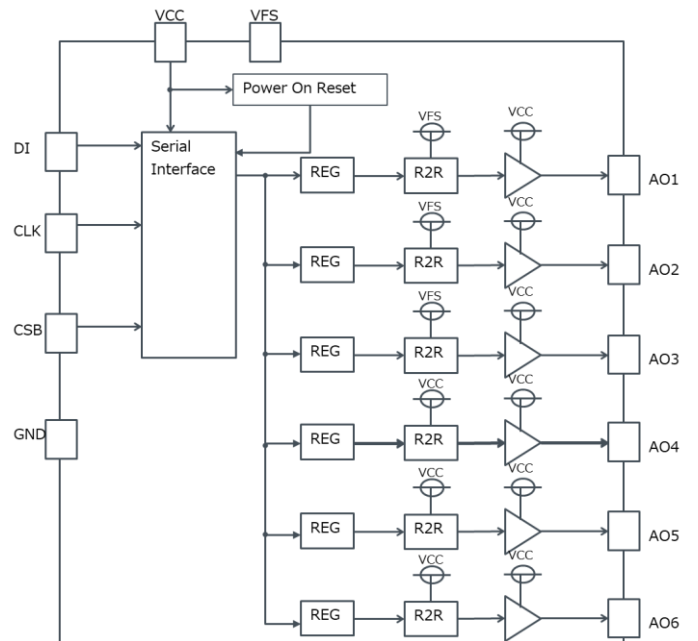 VCC VFS
Power On Reset
DI
Serial
Interface
CLK
CSB
GND
VFS VCC
REG R2R AO1
VFS VCC
REG R2R AO2
VFS VCC
REG R2R AO3
VCC VCC
REG R2R AO4
VCC VCC
REG R2R AO5
VCC VCC
REG R2R AO6